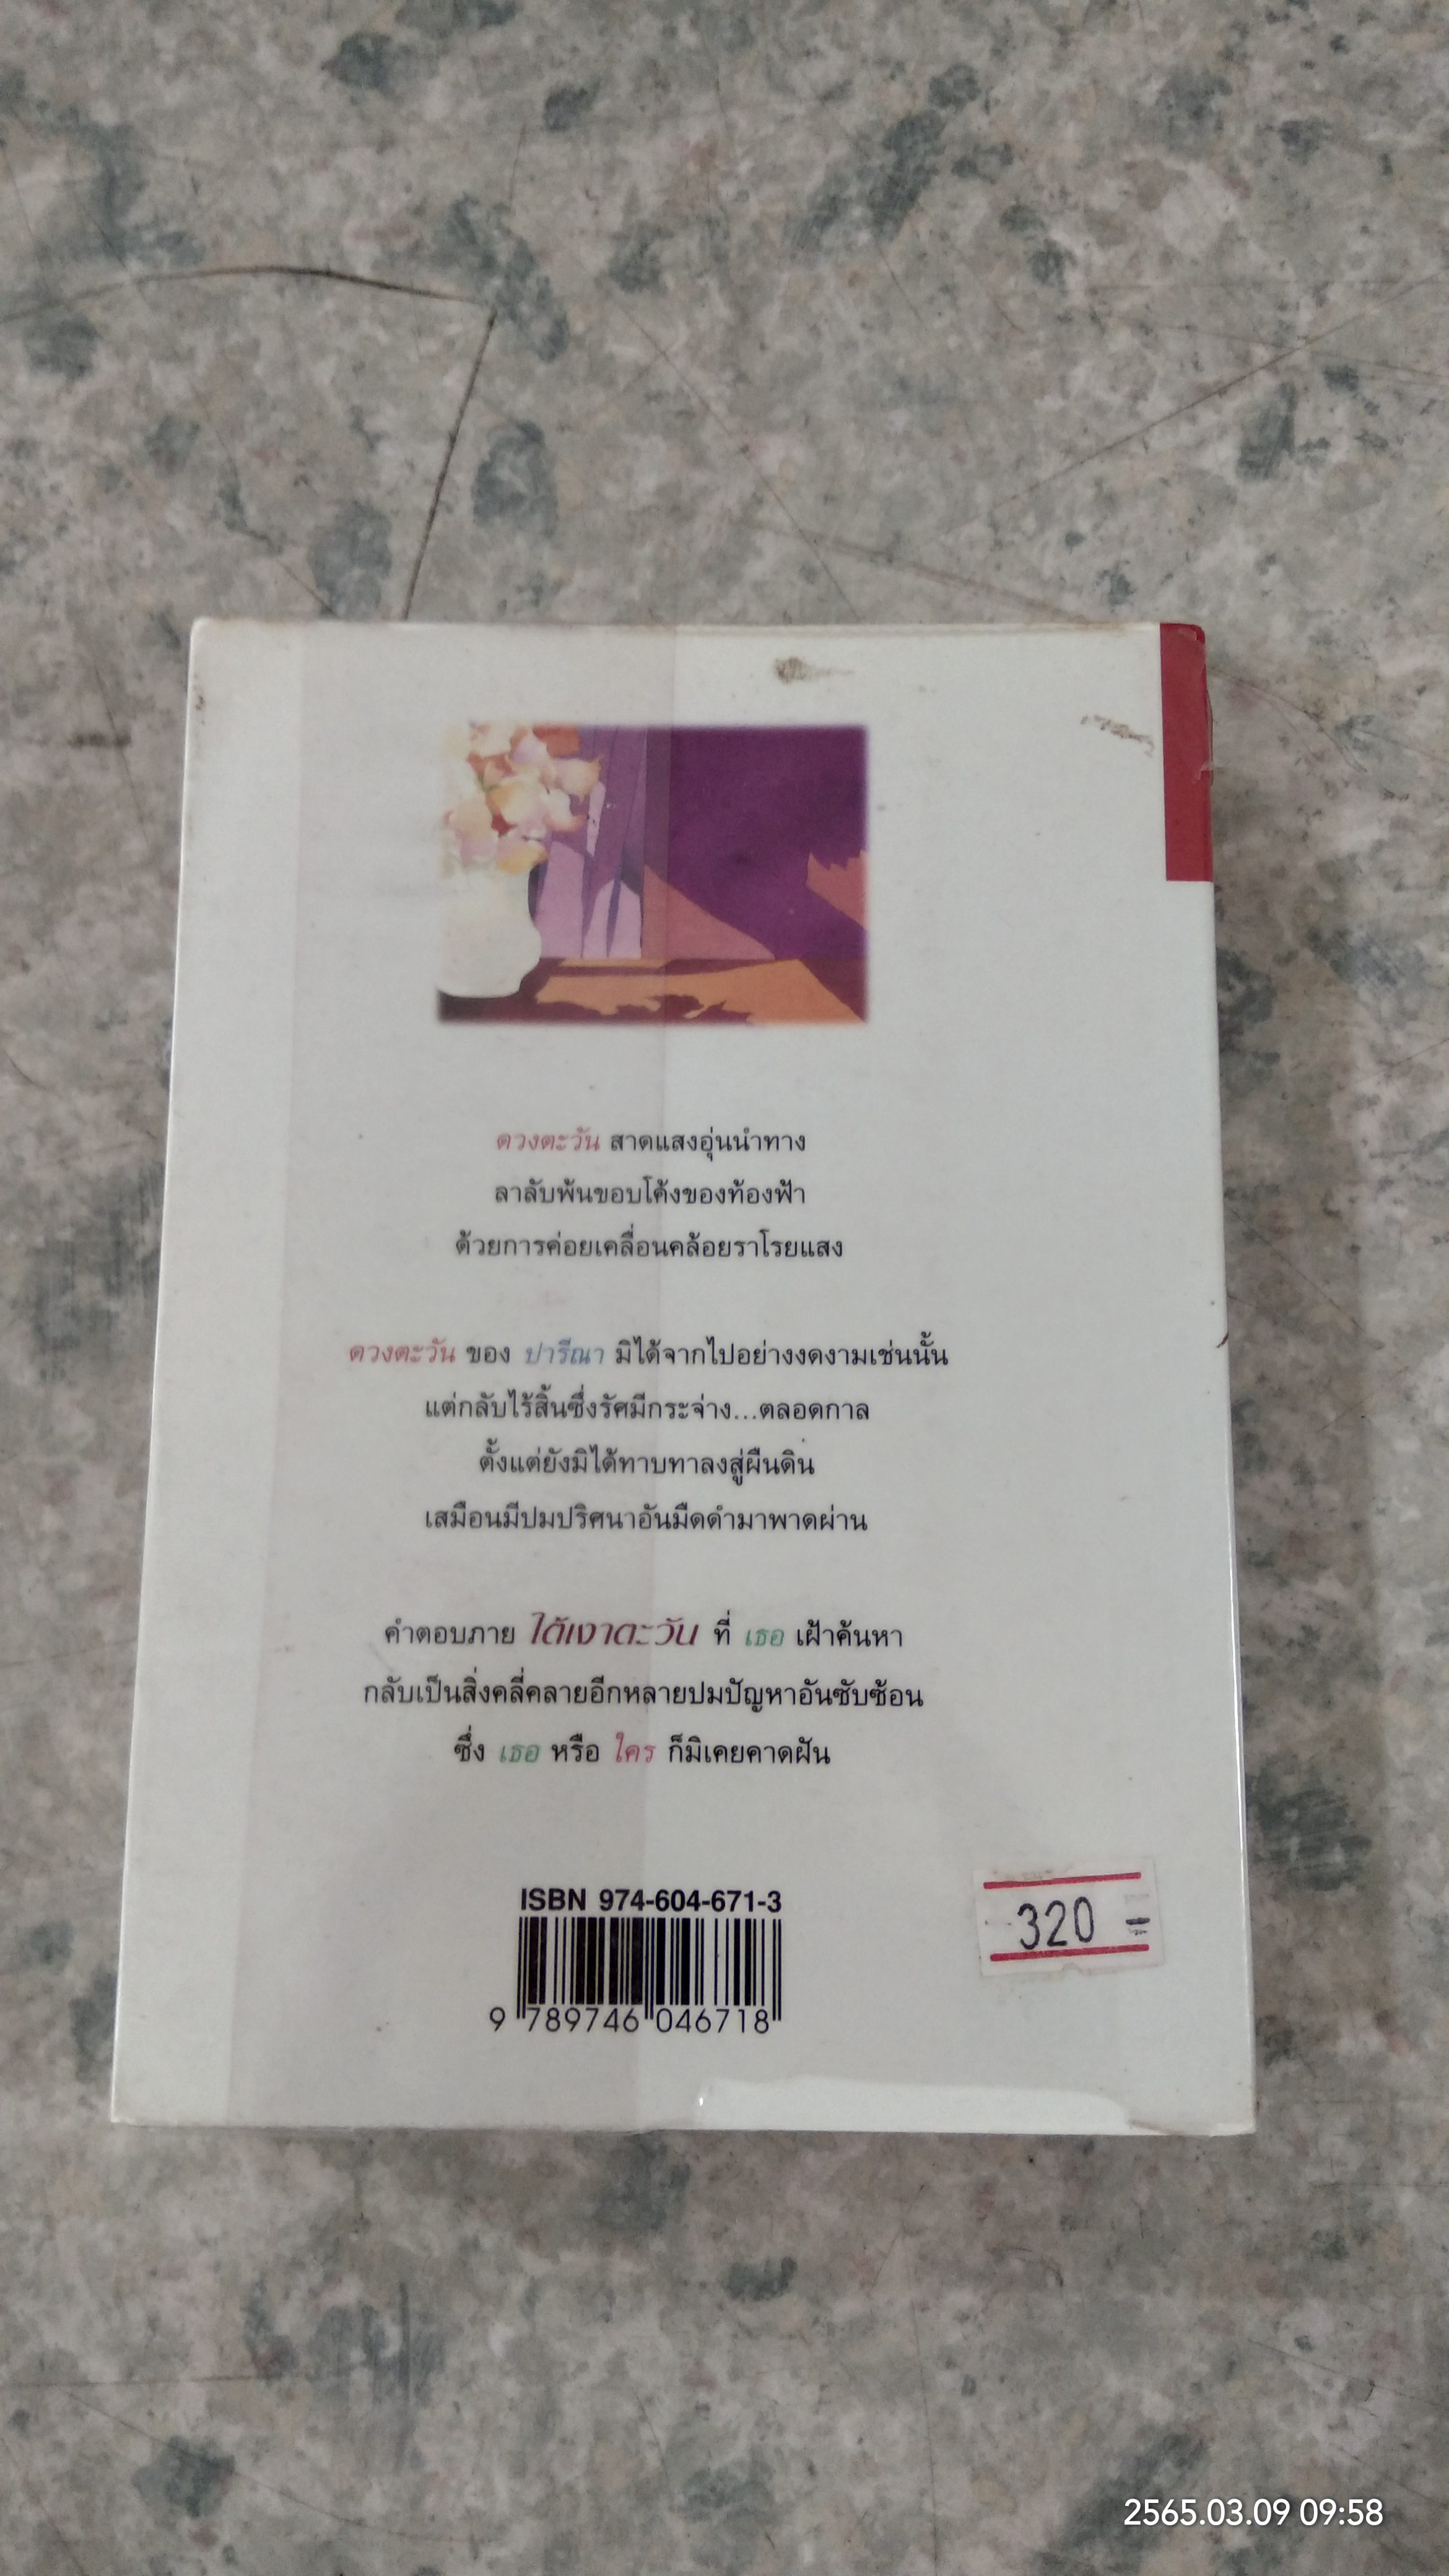 ดวงตะวัน สาดแสงอุ่นนำทาง
ลาลับพ้นขอบโค้งของท้องฟ้า
ด้วยการค่อยเคลื่อนคล้อยราโรยแสง
ดวงตะวัน ของ ปารีณา มิได้จากไปอย่างงดงามเช่นนั้น
แต่กลับไร้สิ้นซึ่งรัศมีกระจ่าง...ตลอดกาล
ตั้งแต่ยังมิได้ทาบทาลงสู่ผืนดิน
เสมือนมีปมปริศนาอันมืดดำมาพาดผ่าน
คำตอบภาย ใต้เงาตะวัน ที่ เธอ เฝ้าค้นหา
กลับเป็นสิ่งคลี่คลายอีกหลายปมปัญหาอันซับซ้อน
ซึ่ง เธอ หรือ ใคร ก็มิเคยคาดฝัน
ISBN 974-604-671-3
9 789746 046718
320 =
2565.03.09 09:58